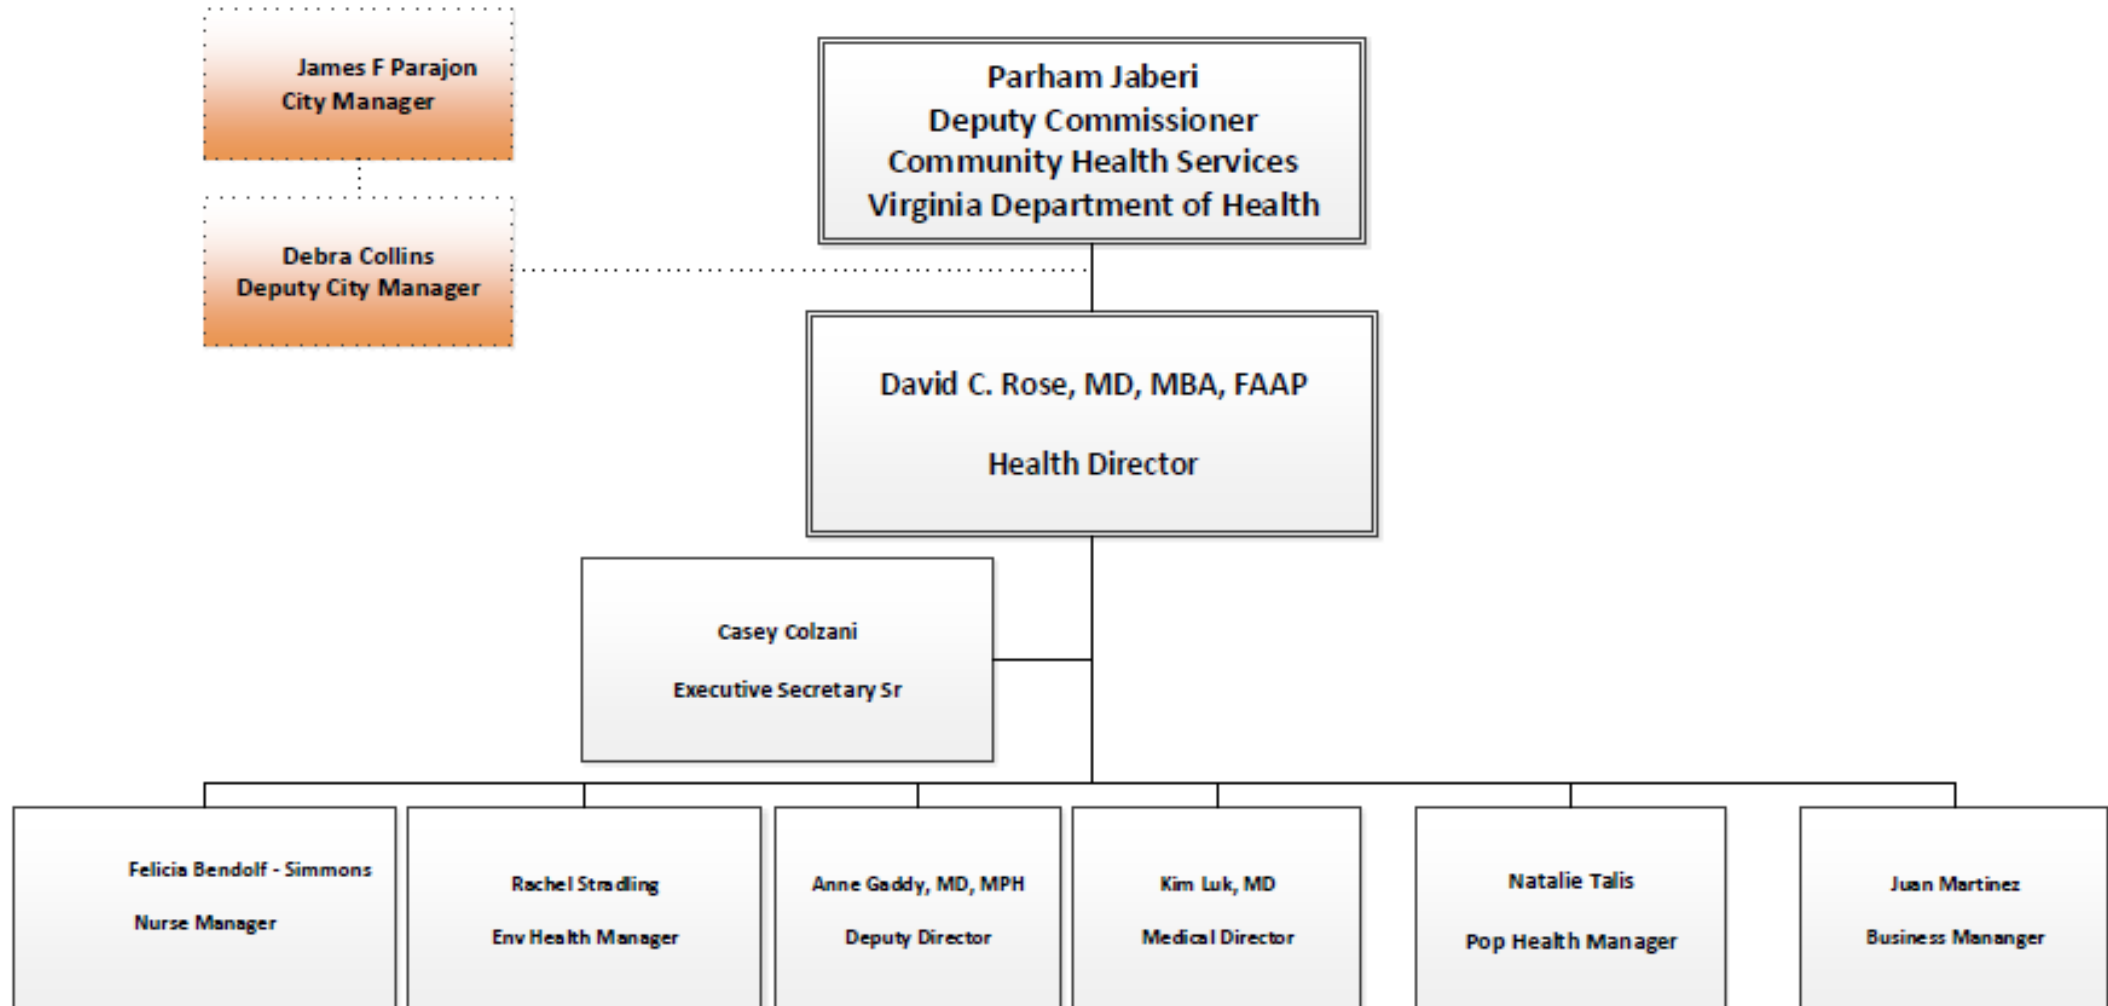 James F Parajon
City Manager
Parham Jaberi
Deputy Commissioner
Community Health Services
Virginia Department of Health
Debra Collins
Deputy City Manager
David C. Rose, MD, MBA, FAAP
Health Director
Casey Colzani
Executive Secretary Sr
Felicia Bendolf - Simmons
Nurse Manager
Rachel Stradling
Env Health Manager
Anne Gaddy, MD, MPH
Deputy Director
Kim Luk, MD
Medical Director
Natalie Talis
Pop Health Manager
Juan Martinez
Business Mananger